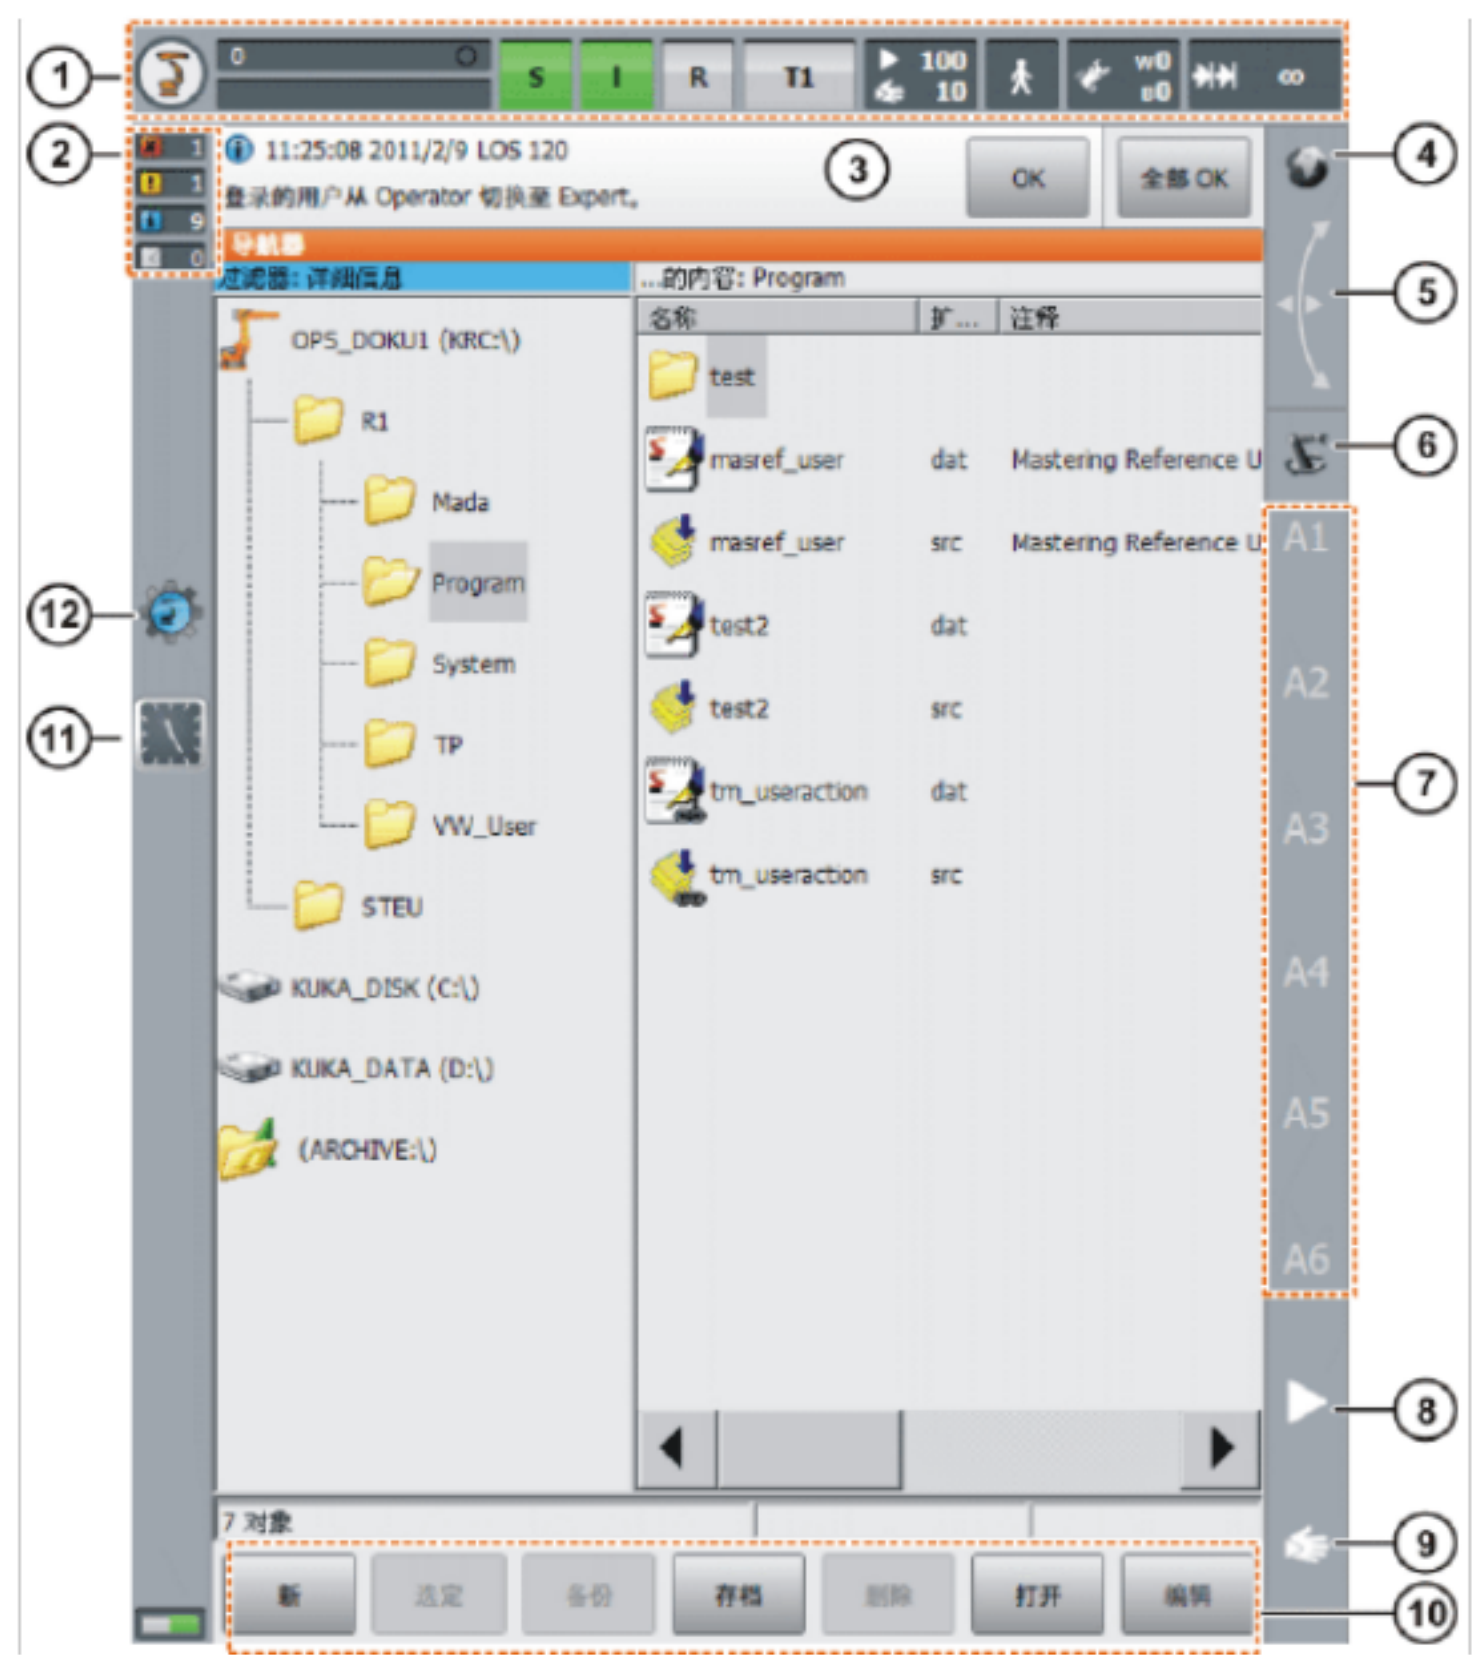 0
S I R T1 100 10 W0 B0 ∞
1
2
1
1
9
0
11:25:08 2011/2/9 LOS 120
登录的用户从 Operator 切换至 Expert。
3
OK
全部 OK
4
导航器
过滤器: 详细信息
...的内容: Program
名称 扩... 注释
5
OPS_DOKU1 (KRC:\)
test
R1
6
masref_user dat Mastering Reference U
Mada
masref_user src Mastering Reference U
A1
Program
12
test2 dat
System
A2
test2 src
11
TP
7
tm_useraction dat
VW_User
A3
tm_useraction src
STEU
A4
KUKA_DISK (C:\)
KUKA_DATA (D:\)
A5
(ARCHIVE:\)
A6
8
7 对象
9
新 选定 备份 存档 删除 打开 编辑
10